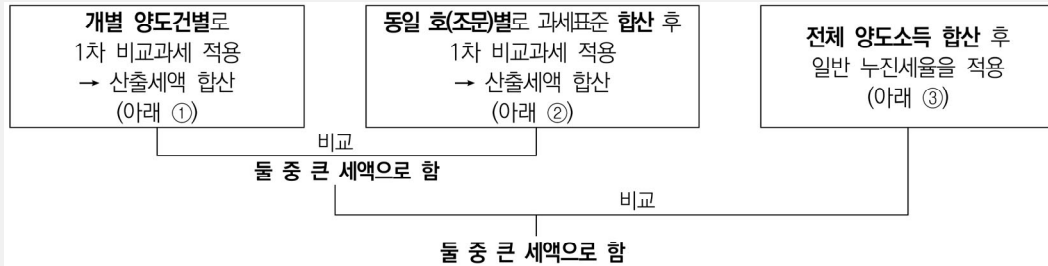 개별 양도건별로
1차 비교과세 적용
→ 산출세액 합산
(아래 ①)
동일 호(조문)별로 과세표준 합산 후
1차 비교과세 적용
→ 산출세액 합산
(아래 ②)
전체 양도소득 합산 후
일반 누진세율을 적용
(아래 ③)
비교
둘 중 큰 세액으로 함
비교
둘 중 큰 세액으로 함